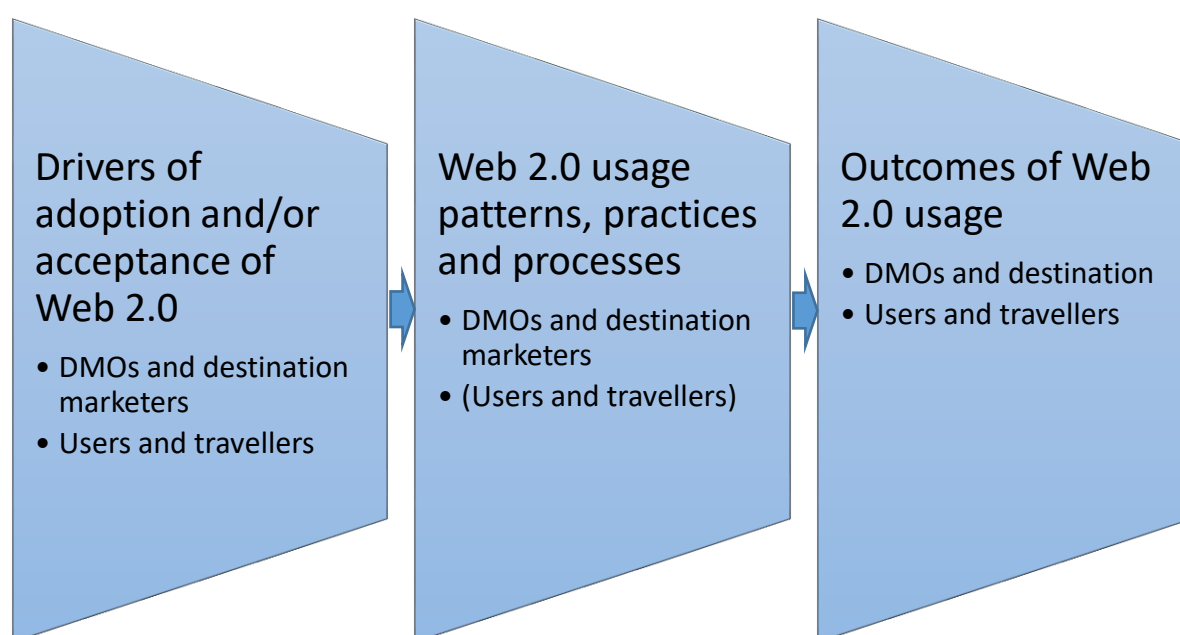 Drivers of
adoption and/or
acceptance of
Web 2.0
• DMOs and destination
marketers
• Users and travellers
Web 2.0 usage
patterns, practices
and processes
• DMOs and destination
marketers
• (Users and travellers)
Outcomes of Web
2.0 usage
• DMOs and destination
• Users and travellers